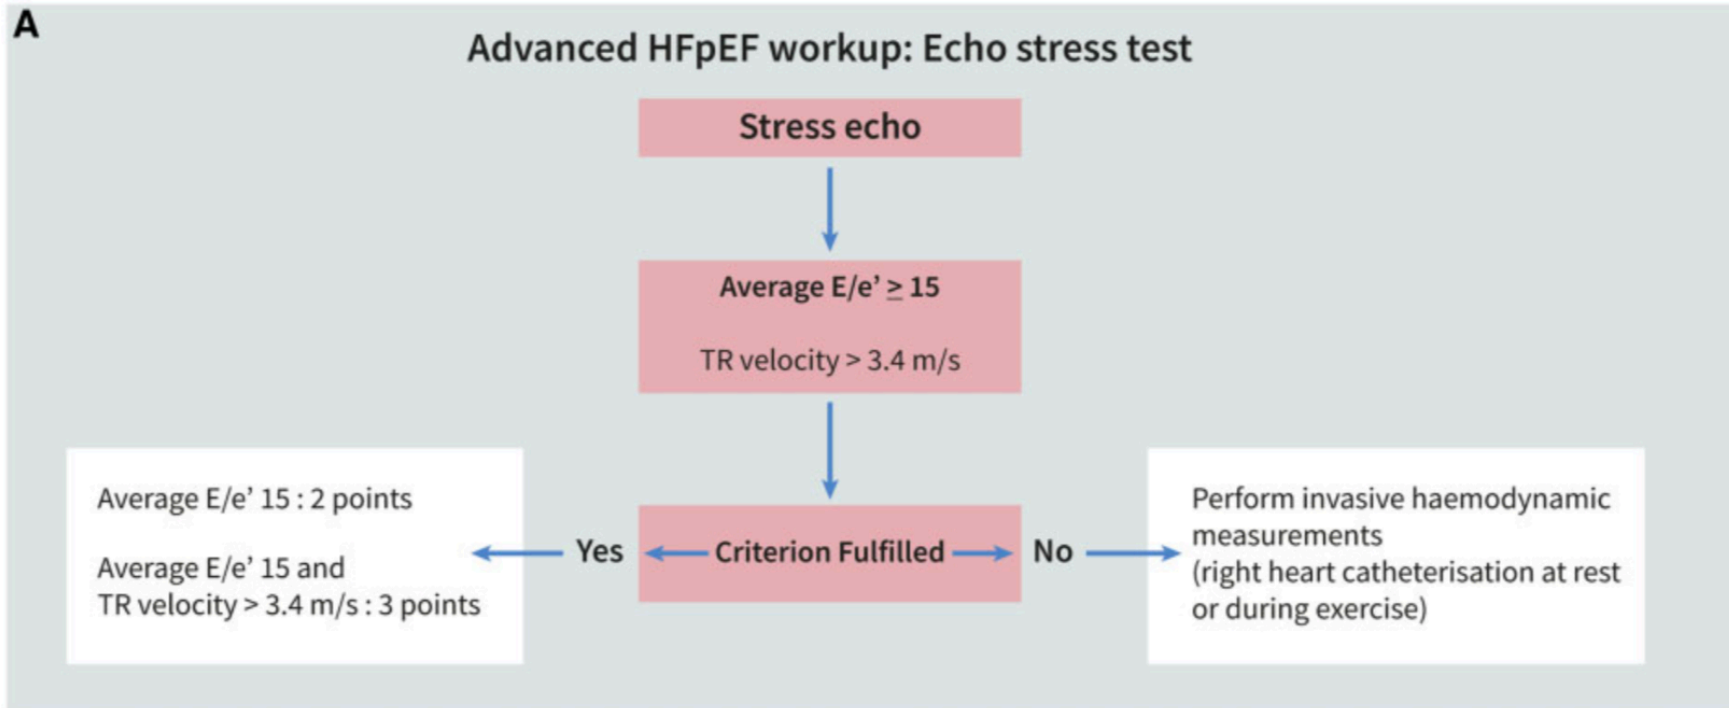 A
Advanced HFpEF workup: Echo stress test
Stress echo
Average E/e’ ≥ 15
TR velocity > 3.4 m/s
Average E/e’ 15 : 2 points
Average E/e’ 15 and
TR velocity > 3.4 m/s : 3 points
Yes
Criterion Fulfilled
No
Perform invasive haemodynamic
measurements
(right heart catheterisation at rest
or during exercise)